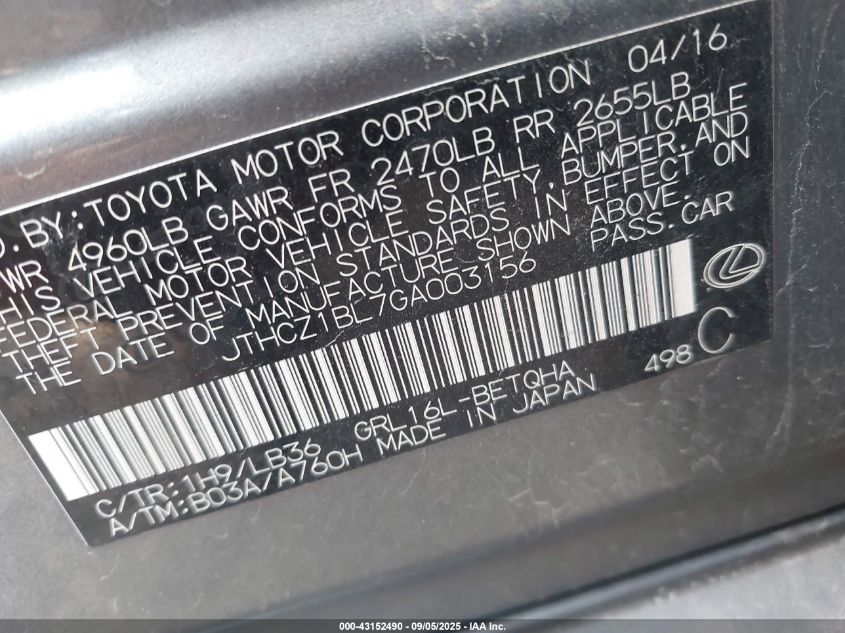 D.BY:TOYOTA MOTOR CORPORATION 04/16
WR 4960LB GAWR FR 2470LB RR 2655LB
HIS VEHICLE CONFORMS TO ALL APPLICABLE
FEDERAL MOTOR VEHICLE SAFETY,BUMPER,AND
THEFT PREVENTION STANDARDS IN EFFECT ON
THE DATE OF MANUFACTURE SHOWN ABOVE.
JTHCZ1BL7GA003156 PASS.CAR
498 C
C/TR:1H9/LB36 GRL16L-BETQHA
A/TM:B03A/A760H MADE IN JAPAN
000-43152490 - 09/05/2025 - IAA Inc.